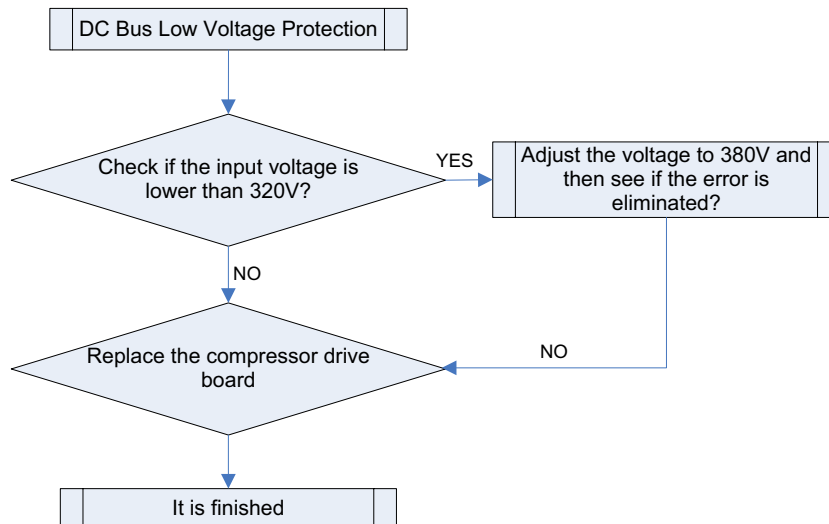 DC Bus Low Voltage Protection
Check if the input voltage is
lower than 320V?
YES
Adjust the voltage to 380V and
then see if the error is
eliminated?
NO
Replace the compressor drive
board
NO
It is finished